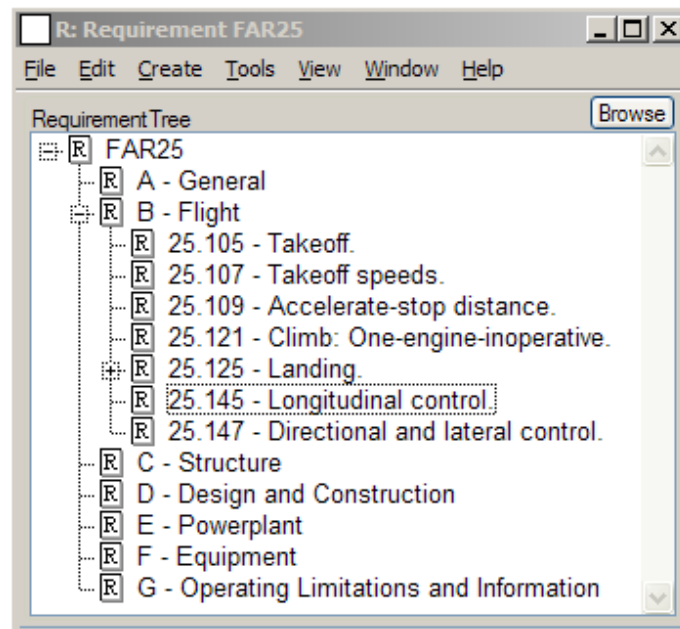 R: Requirement FAR25
File Edit Create Tools View Window Help
RequirementTree Browse
R FAR25
R A - General
R B - Flight
R 25.105 - Takeoff.
R 25.107 - Takeoff speeds.
R 25.109 - Accelerate-stop distance.
R 25.121 - Climb: One-engine-inoperative.
R 25.125 - Landing.
R 25.145 - Longitudinal control.
R 25.147 - Directional and lateral control.
R C - Structure
R D - Design and Construction
R E - Powerplant
R F - Equipment
R G - Operating Limitations and Information